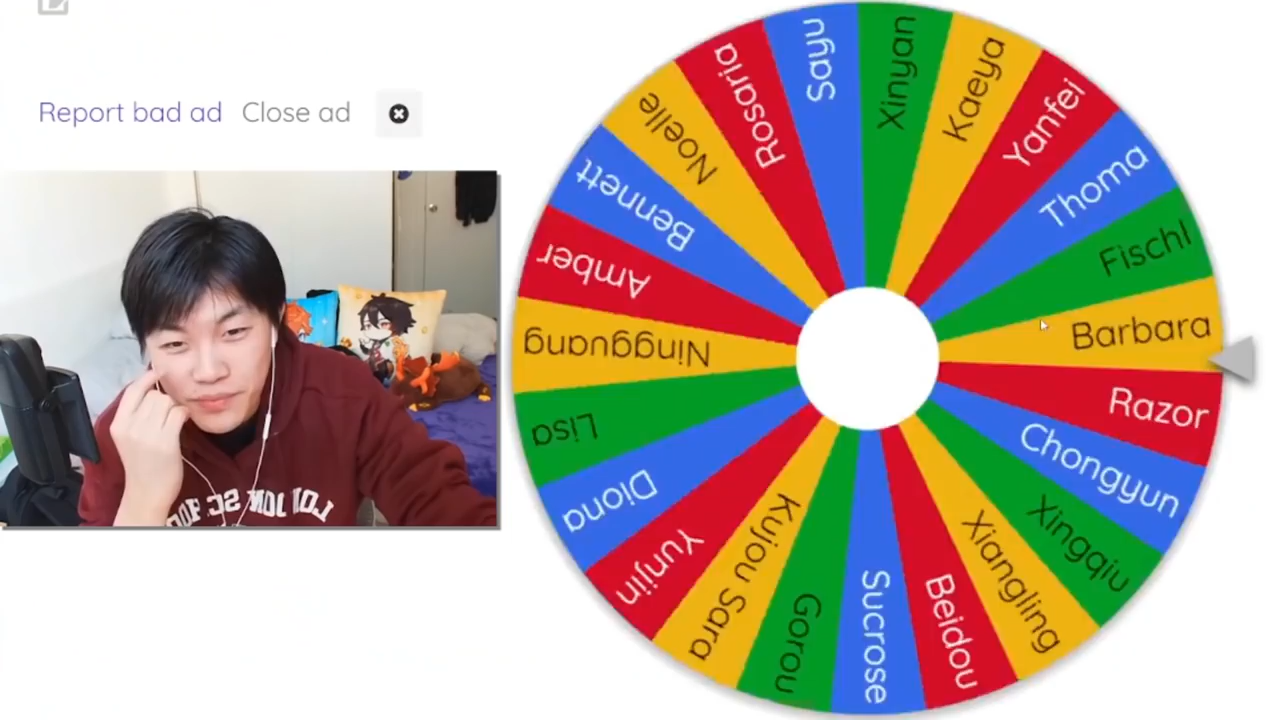 Report bad ad Close ad
Xinyan
Kaeya
Yanfei
Thoma
Fischl
Barbara
Razor
Chongyun
Xingqiu
Xiangling
Beidou
Sucrose
Gorou
Kujou Sara
Yunjin
Diona
Lisa
Ningguang
Amber
Bennett
Noelle
Rosaria
Sayu